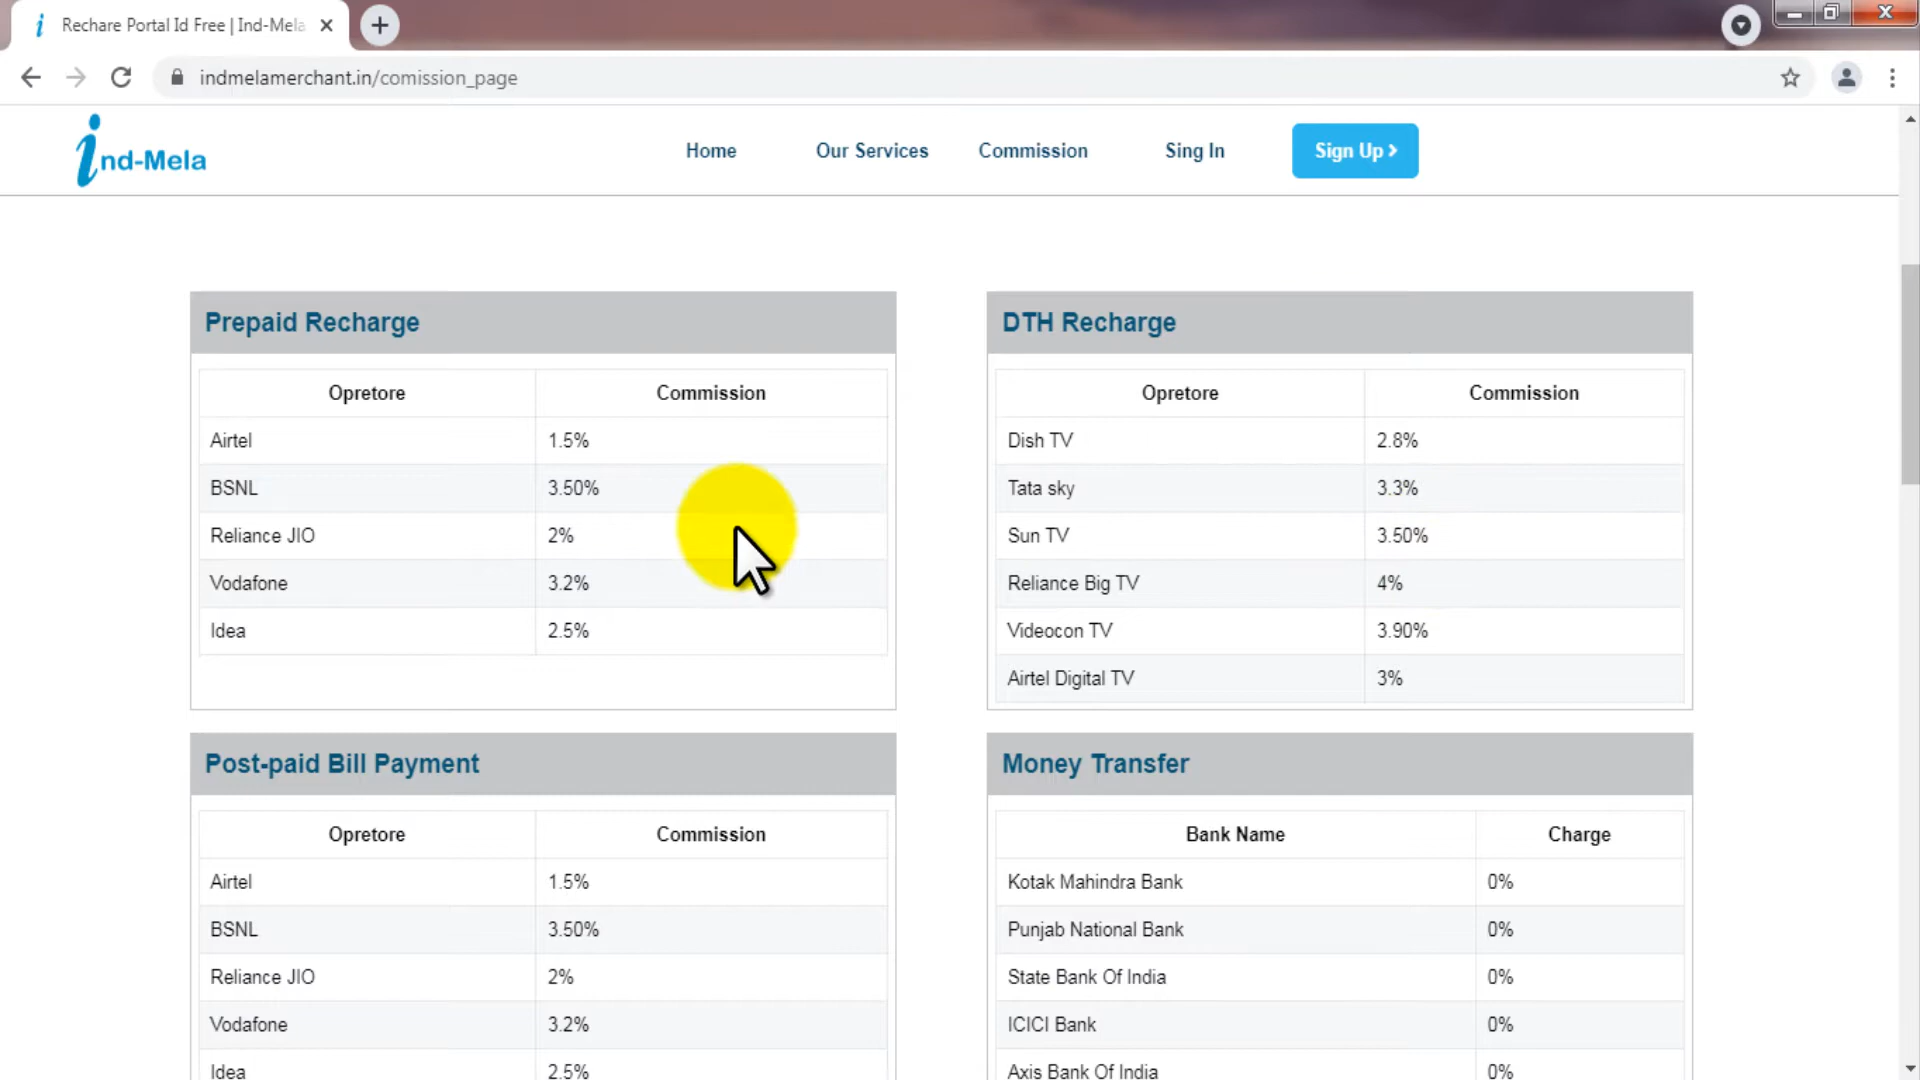 Rechare Portal Id Free | Ind-Mela
indmelamerchant.in/comission_page
ind-Mela
Home Our Services Commission Sing In Sign Up
Prepaid Recharge
Opretore Commission
Airtel 1.5%
BSNL 3.50%
Reliance JIO 2%
Vodafone 3.2%
Idea 2.5%
DTH Recharge
Opretore Commission
Dish TV 2.8%
Tata sky 3.3%
Sun TV 3.50%
Reliance Big TV 4%
Videocon TV 3.90%
Airtel Digital TV 3%
Post-paid Bill Payment
Opretore Commission
Airtel 1.5%
BSNL 3.50%
Reliance JIO 2%
Vodafone 3.2%
Idea 2.5%
Money Transfer
Bank Name Charge
Kotak Mahindra Bank 0%
Punjab National Bank 0%
State Bank Of India 0%
ICICI Bank 0%
Axis Bank Of India 0%